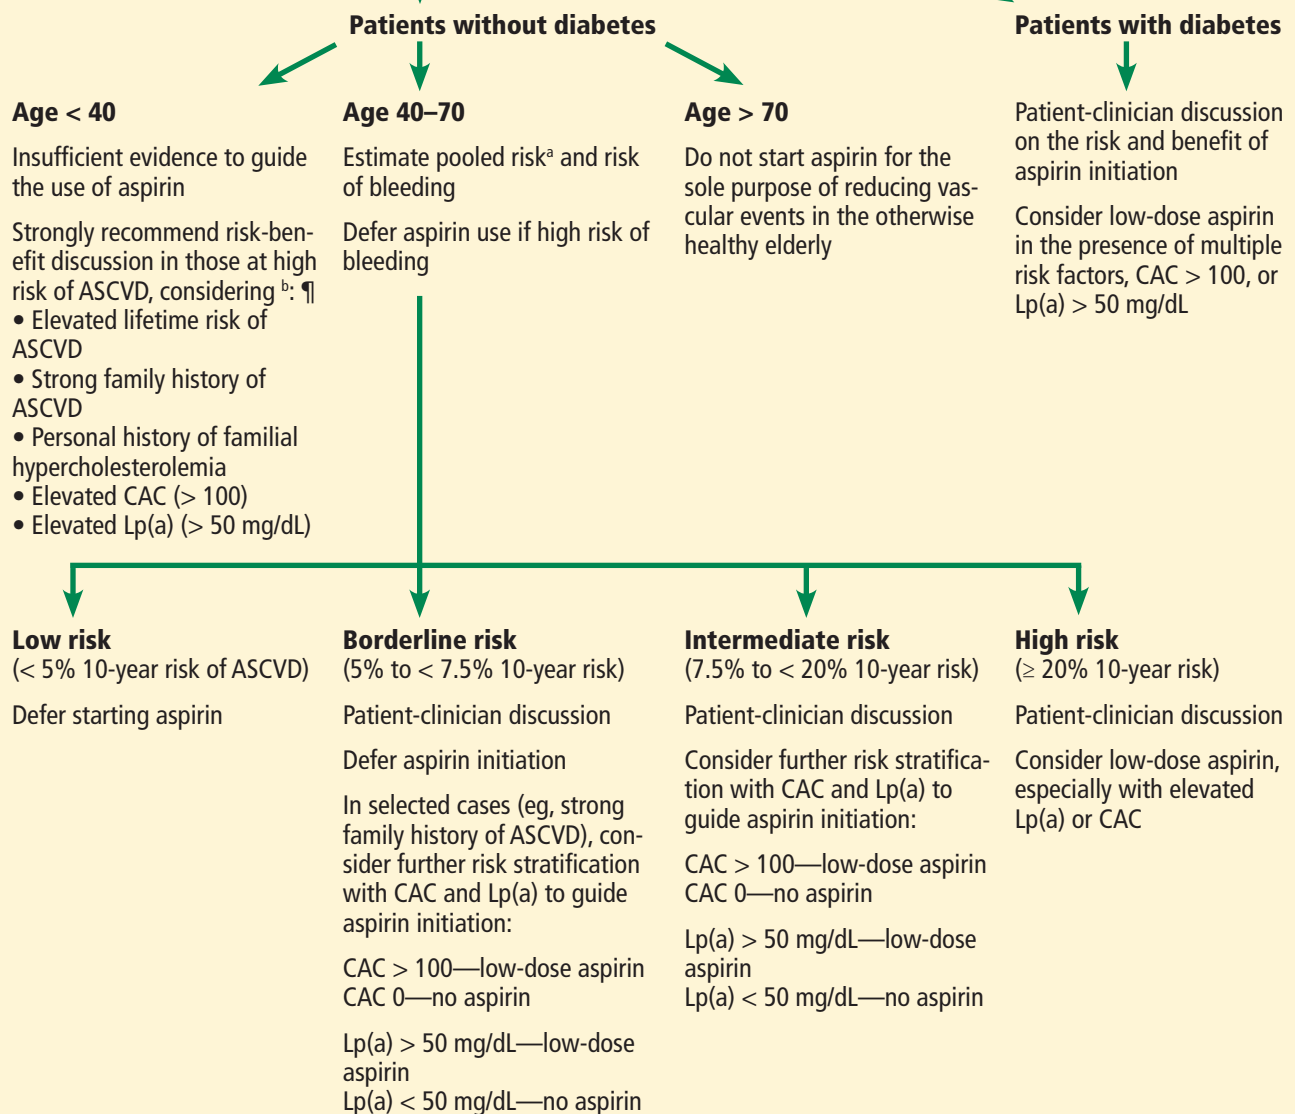 Patients without diabetes
Patients with diabetes
Age < 40
Insufficient evidence to guide
the use of aspirin
Strongly recommend risk-ben-
efit discussion in those at high
risk of ASCVD, considering ᵇ: ¶
• Elevated lifetime risk of
ASCVD
• Strong family history of
ASCVD
• Personal history of familial
hypercholesterolemia
• Elevated CAC (> 100)
• Elevated Lp(a) (> 50 mg/dL)
Age 40–70
Estimate pooled riskᵃ and risk
of bleeding
Defer aspirin use if high risk of
bleeding
Age > 70
Do not start aspirin for the
sole purpose of reducing vas-
cular events in the otherwise
healthy elderly
Patient-clinician discussion
on the risk and benefit of
aspirin initiation
Consider low-dose aspirin
in the presence of multiple
risk factors, CAC > 100, or
Lp(a) > 50 mg/dL
Low risk
(< 5% 10-year risk of ASCVD)
Defer starting aspirin
Borderline risk
(5% to < 7.5% 10-year risk)
Patient-clinician discussion
Defer aspirin initiation
In selected cases (eg, strong
family history of ASCVD), con-
sider further risk stratification
with CAC and Lp(a) to guide
aspirin initiation:
CAC > 100—low-dose aspirin
CAC 0—no aspirin
Lp(a) > 50 mg/dL—low-dose
aspirin
Lp(a) < 50 mg/dL—no aspirin
Intermediate risk
(7.5% to < 20% 10-year risk)
Patient-clinician discussion
Consider further risk stratifica-
tion with CAC and Lp(a) to
guide aspirin initiation:
CAC > 100—low-dose aspirin
CAC 0—no aspirin
Lp(a) > 50 mg/dL—low-dose
aspirin
Lp(a) < 50 mg/dL—no aspirin
High risk
(≥ 20% 10-year risk)
Patient-clinician discussion
Consider low-dose aspirin,
especially with elevated
Lp(a) or CAC